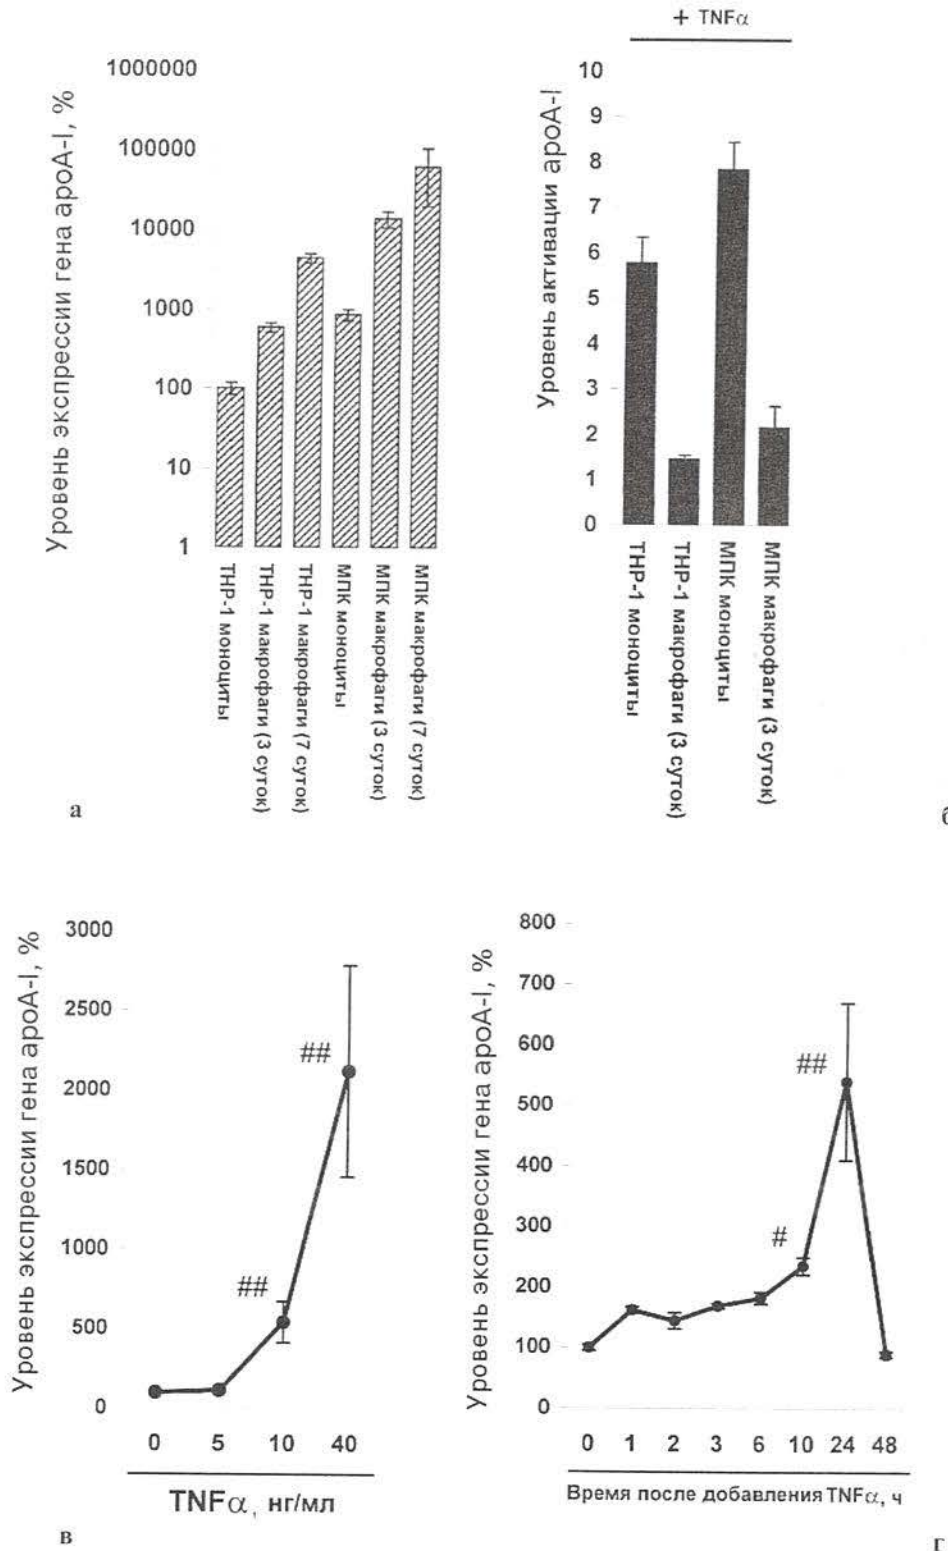 Уровень экспрессии гена apoA-I, %
1000000
100000
10000
1000
100
10
1
ТНР-1 моноциты
ТНР-1 макрофаги (3 суток)
ТНР-1 макрофаги (7 суток)
МПК моноциты
МПК макрофаги (3 суток)
МПК макрофаги (7 суток)
а
+ TNFα
Уровень активации apoA-I
10
9
8
7
6
5
4
3
2
1
0
ТНР-1 моноциты
ТНР-1 макрофаги (3 суток)
МПК моноциты
МПК макрофаги (3 суток)
б
Уровень экспрессии гена apoA-I, %
3000
2500
2000
1500
1000
500
0
##
##
0 5 10 40
TNFα, нг/мл
в
Уровень экспрессии гена apoA-I, %
800
700
600
500
400
300
200
100
0
##
#
0 1 2 3 6 10 24 48
Время после добавления TNFα, ч
г